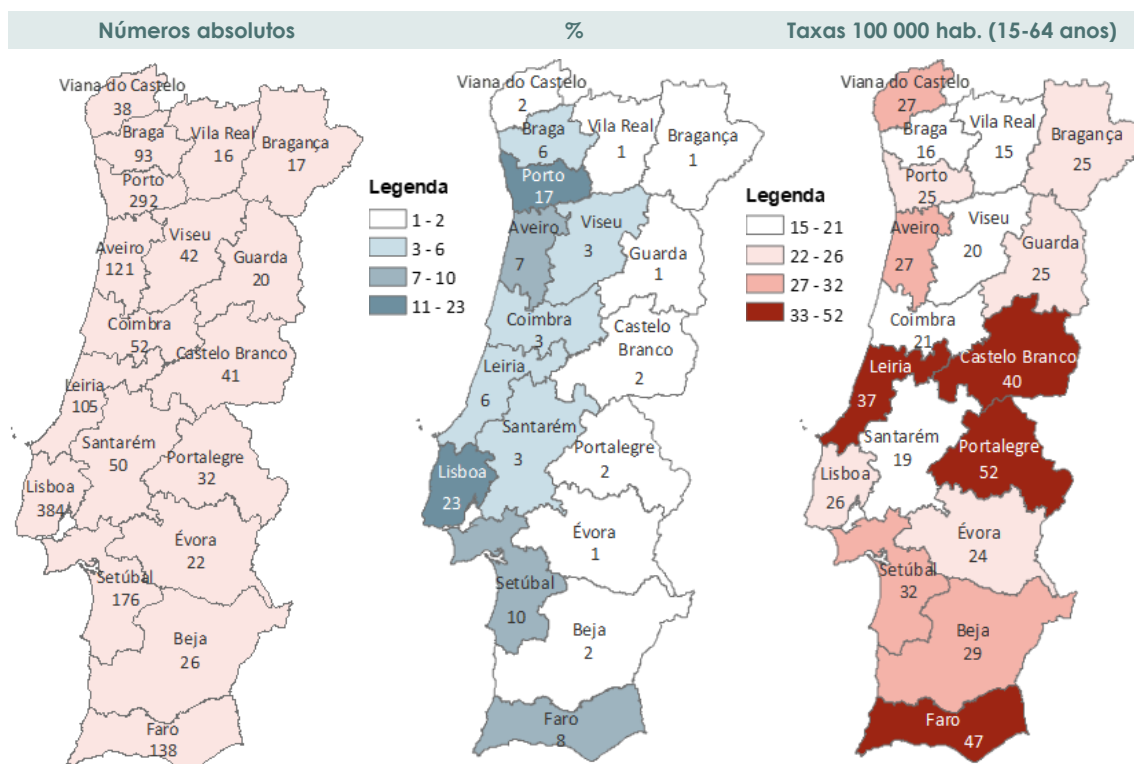 Números absolutos
%
Taxas 100 000 hab. (15-64 anos)
Viana do Castelo
38
Braga
93
Vila Real
16
Bragança
17
Porto
292
Aveiro
121
Viseu
42
Guarda
20
Coimbra
52
Castelo Branco
41
Leiria
105
Santarém
50
Portalegre
32
Lisboa
384
Évora
22
Setúbal
176
Beja
26
Faro
138
Legenda
1 - 2
3 - 6
7 - 10
11 - 23
Viana do Castelo
2
Braga
6
Vila Real
1
Bragança
1
Porto
17
Aveiro
7
Viseu
3
Guarda
1
Coimbra
3
Castelo
Branco
2
Leiria
6
Santarém
3
Portalegre
2
Lisboa
23
Évora
1
Setúbal
10
Beja
2
Faro
8
Legenda
15 - 21
22 - 26
27 - 32
33 - 52
Viana do Castelo
27
Braga
16
Vila Real
15
Bragança
25
Porto
25
Aveiro
27
Viseu
20
Guarda
25
Coimbra
21
Castelo Branco
40
Leiria
37
Santarém
19
Portalegre
52
Lisboa
26
Évora
24
Setúbal
32
Beja
29
Faro
47